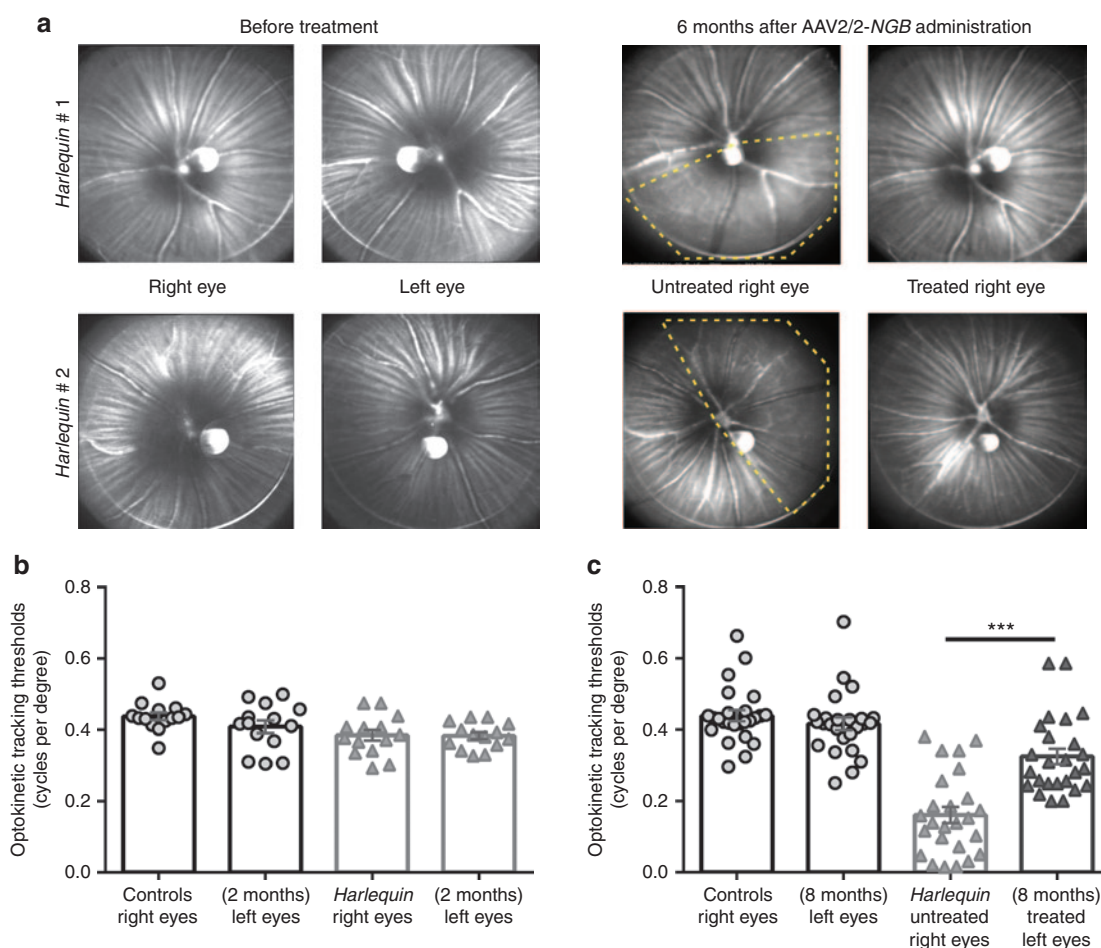 a
Before treatment
6 months after AAV2/2-NGB administration
Harlequin # 1
Right eye
Left eye
Untreated right eye
Treated right eye
Harlequin # 2
b
Optokinetic tracking thresholds
(cycles per degree)
0.8
0.6
0.4
0.2
0.0
Controls
right eyes
(2 months)
left eyes
Harlequin
right eyes
(2 months)
left eyes
c
Optokinetic tracking thresholds
(cycles per degree)
0.8
0.6
0.4
0.2
0.0
***
Controls
right eyes
(8 months)
left eyes
Harlequin
untreated
right eyes
(8 months)
treated
left eyes